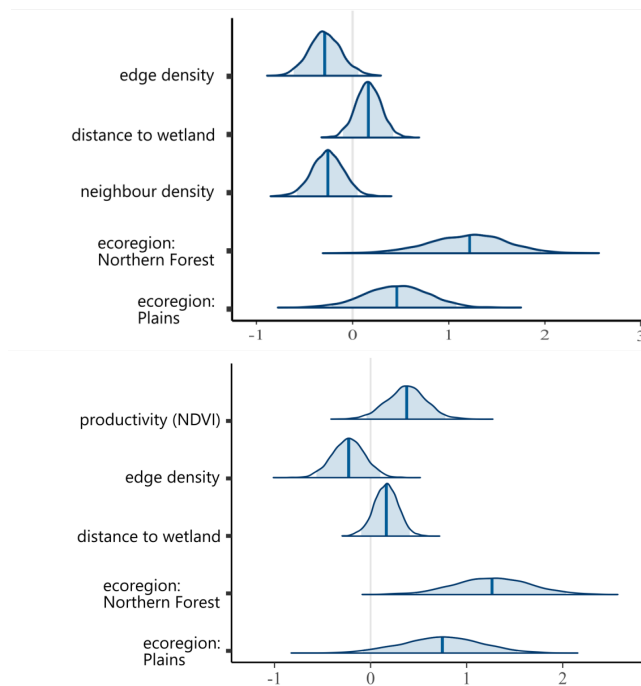 edge density
distance to wetland
neighbour density
ecoregion:
Northern Forest
ecoregion:
Plains
-1 0 1 2 3
productivity (NDVI)
edge density
distance to wetland
ecoregion:
Northern Forest
ecoregion:
Plains
-1 0 1 2